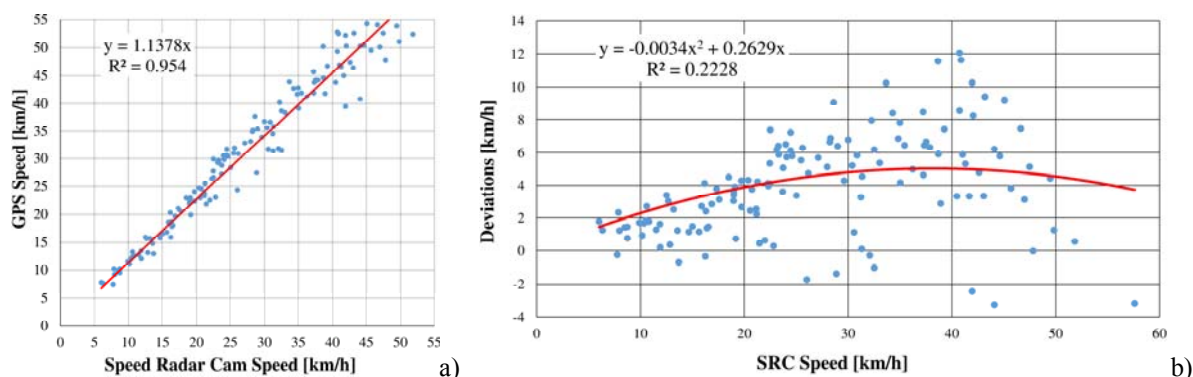 y = 1.1378x
R² = 0.954
GPS Speed [km/h]
55
50
45
40
35
30
25
20
15
10
5
0
0 5 10 15 20 25 30 35 40 45 50 55
Speed Radar Cam Speed [km/h]
a)
y = -0.0034x² + 0.2629x
R² = 0.2228
Deviations [km/h]
14
12
10
8
6
4
2
0
-2
-4
0 10 20 30 40 50 60
SRC Speed [km/h]
b)